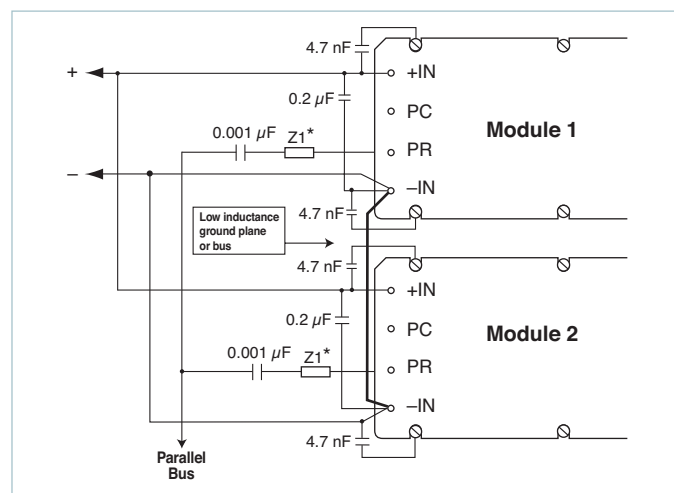 4.7 nF
+
+IN
0.2 µF
PC
Module 1
0.001 µF
Z1*
PR
–
–IN
4.7 nF
Low inductance
ground plane
or bus
4.7 nF
+IN
0.2 µF
PC
Module 2
0.001 µF
Z1*
PR
–IN
4.7 nF
Parallel
Bus